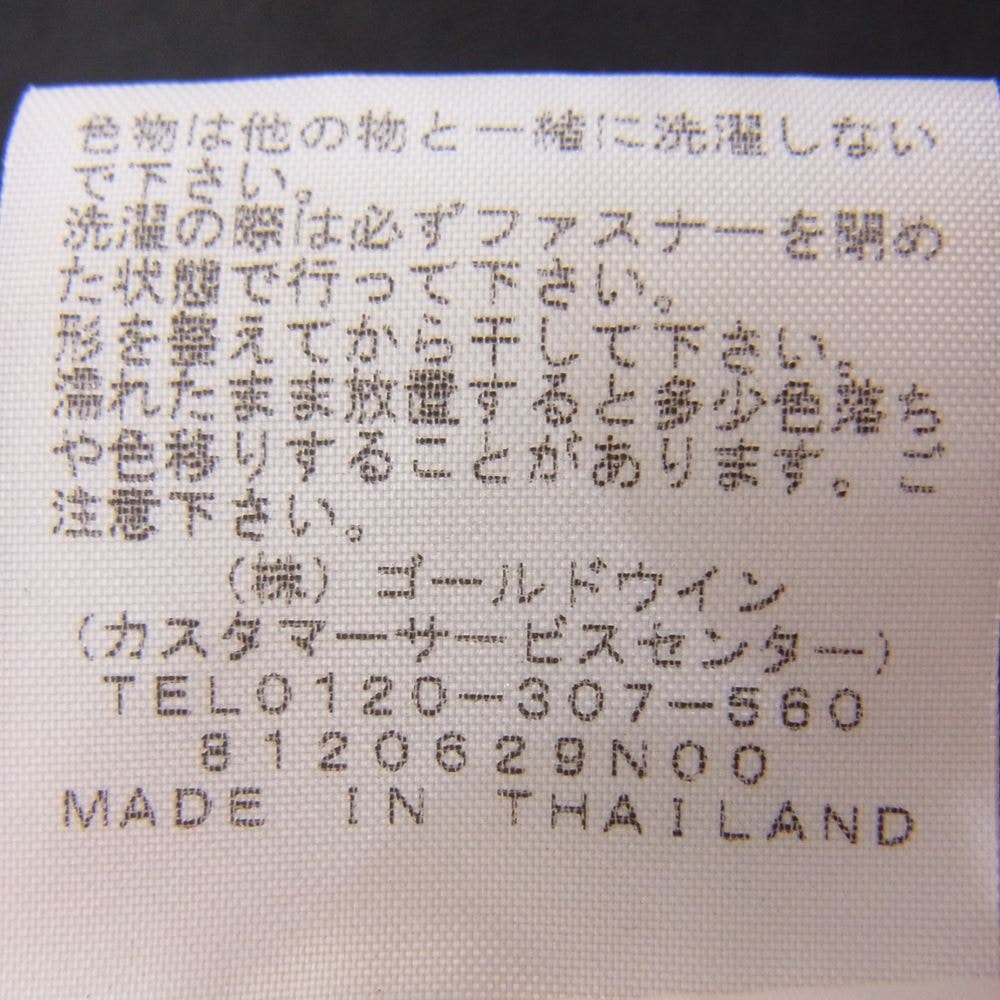 色物は他の物と一緒に洗濯しない
で下さい。
洗濯の際は必ずファスナーを閉め
た状態で行って下さい。
形を整えてから干して下さい。
濡れたまま放置すると多少色落ち
や色移りすることがあります。ご
注意下さい。
(株) ゴールドウイン
(カスタマーサービスセンター)
TEL0120-307-560
8120629N00
MADE IN THAILAND